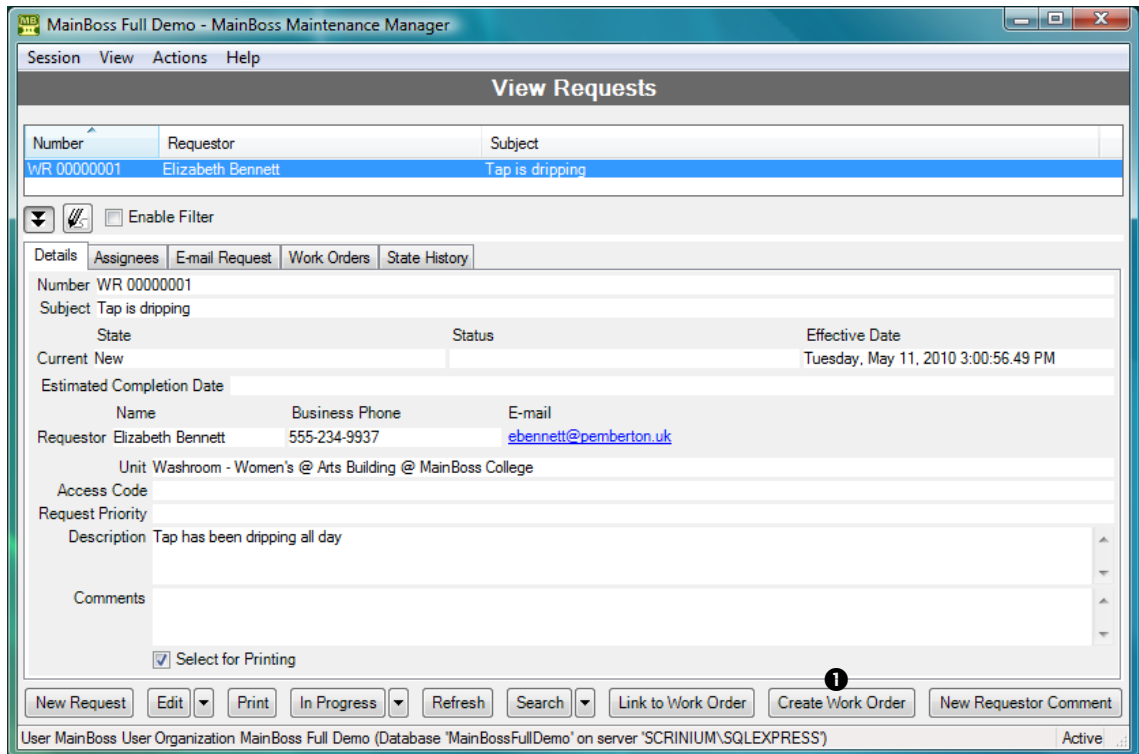 MainBoss Full Demo - MainBoss Maintenance Manager
Session View Actions Help
View Requests
Number Requestor Subject
WR 00000001 Elizabeth Bennett Tap is dripping
Enable Filter
Details Assignees E-mail Request Work Orders State History
Number WR 00000001
Subject Tap is dripping
State Status Effective Date
Current New Tuesday, May 11, 2010 3:00:56.49 PM
Estimated Completion Date
Name Business Phone E-mail
Requestor Elizabeth Bennett 555-234-9937 ebennett@pemberton.uk
Unit Washroom - Women's @ Arts Building @ MainBoss College
Access Code
Request Priority
Description Tap has been dripping all day
Comments
Select for Printing
❶
New Request Edit Print In Progress Refresh Search Link to Work Order Create Work Order New Requestor Comment
User MainBoss User Organization MainBoss Full Demo (Database 'MainBossFullDemo' on server 'SCRINIUM\SQLEXPRESS') Active